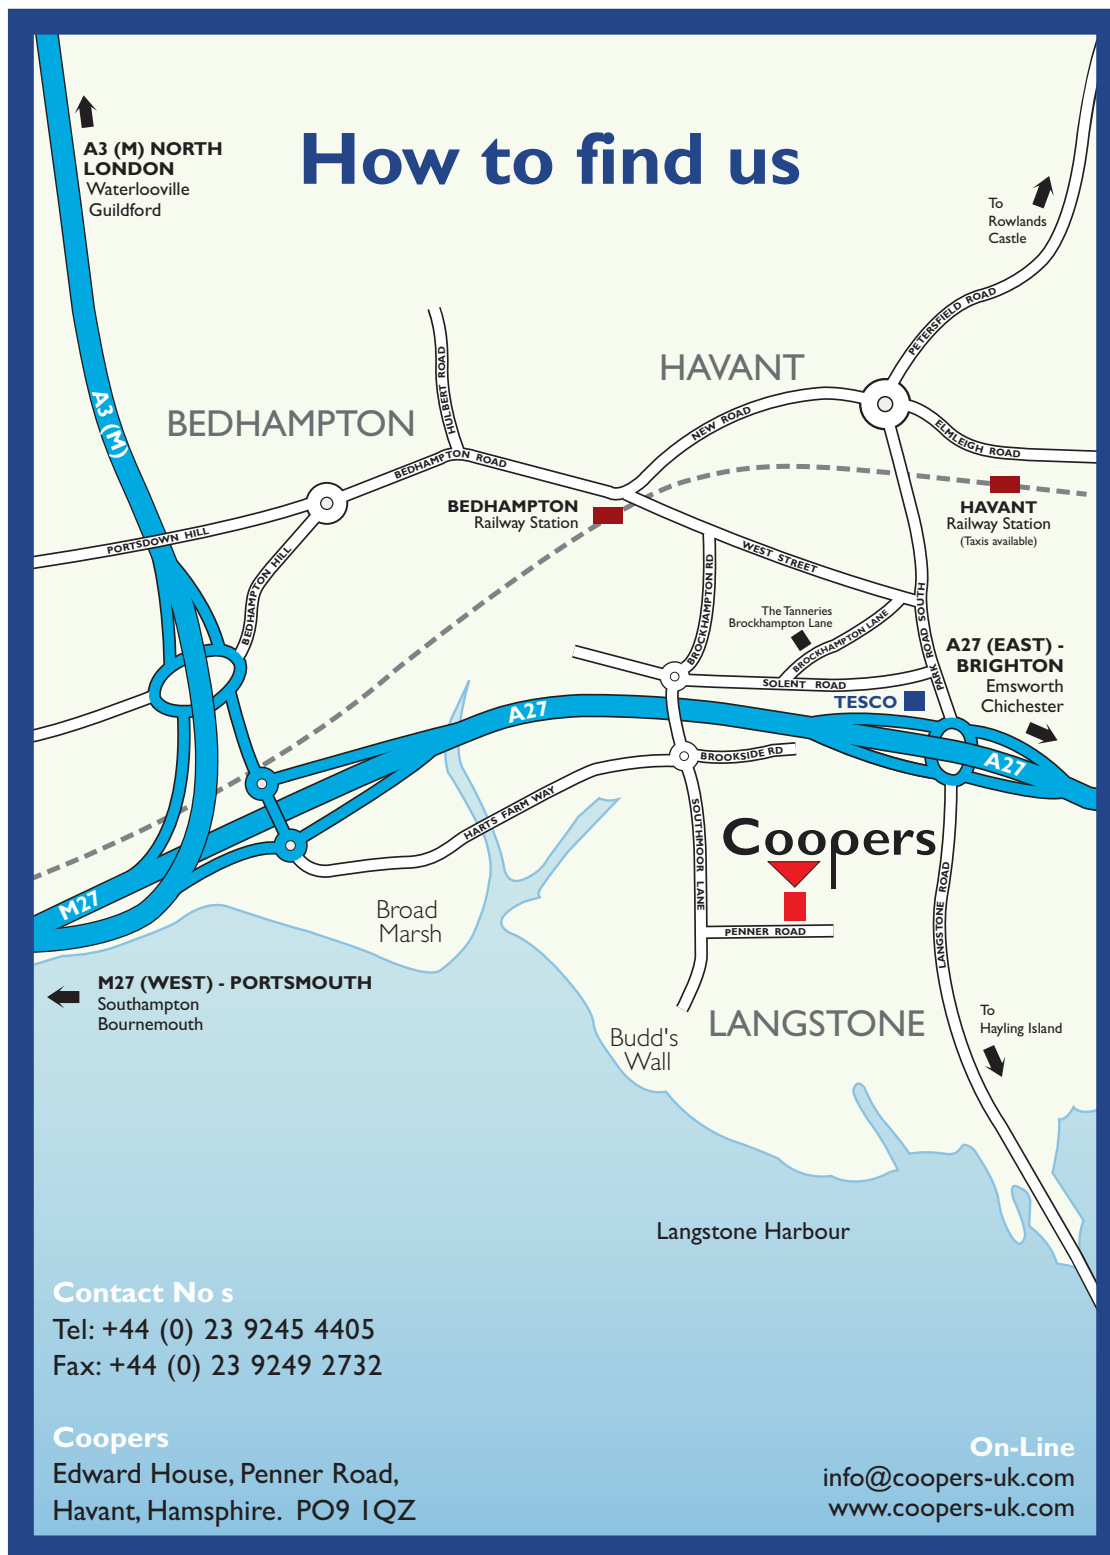 How to find us
A3 (M) NORTH
LONDON
Waterlooville
Guildford
To
Rowlands
Castle
PETERSFIELD ROAD
HAVANT
BEDHAMPTON
HULBERT ROAD
A3 (M)
NEW ROAD
ELMLEIGH ROAD
BEDHAMPTON ROAD
BEDHAMPTON
Railway Station
HAVANT
Railway Station
(Taxis available)
PORTSDOWN HILL
BEDHAMPTON HILL
WEST STREET
BROCKHAMPTON RD
The Tanneries
Brockhampton Lane
BROCKHAMPTON LANE
PARK ROAD SOUTH
A27 (EAST) -
BRIGHTON
Emsworth
Chichester
SOLENT ROAD
TESCO
A27
A27
BROOKSIDE RD
HARTS FARM WAY
SOUTHMOOR LANE
Coopers
M27
Broad
Marsh
PENNER ROAD
LANGSTONE ROAD
M27 (WEST) - PORTSMOUTH
Southampton
Bournemouth
LANGSTONE
Budd's
Wall
To
Hayling Island
Langstone Harbour
Contact No s
Tel: +44 (0) 23 9245 4405
Fax: +44 (0) 23 9249 2732
Coopers
Edward House, Penner Road,
Havant, Hamsphire. PO9 1QZ
On-Line
info@coopers-uk.com
www.coopers-uk.com